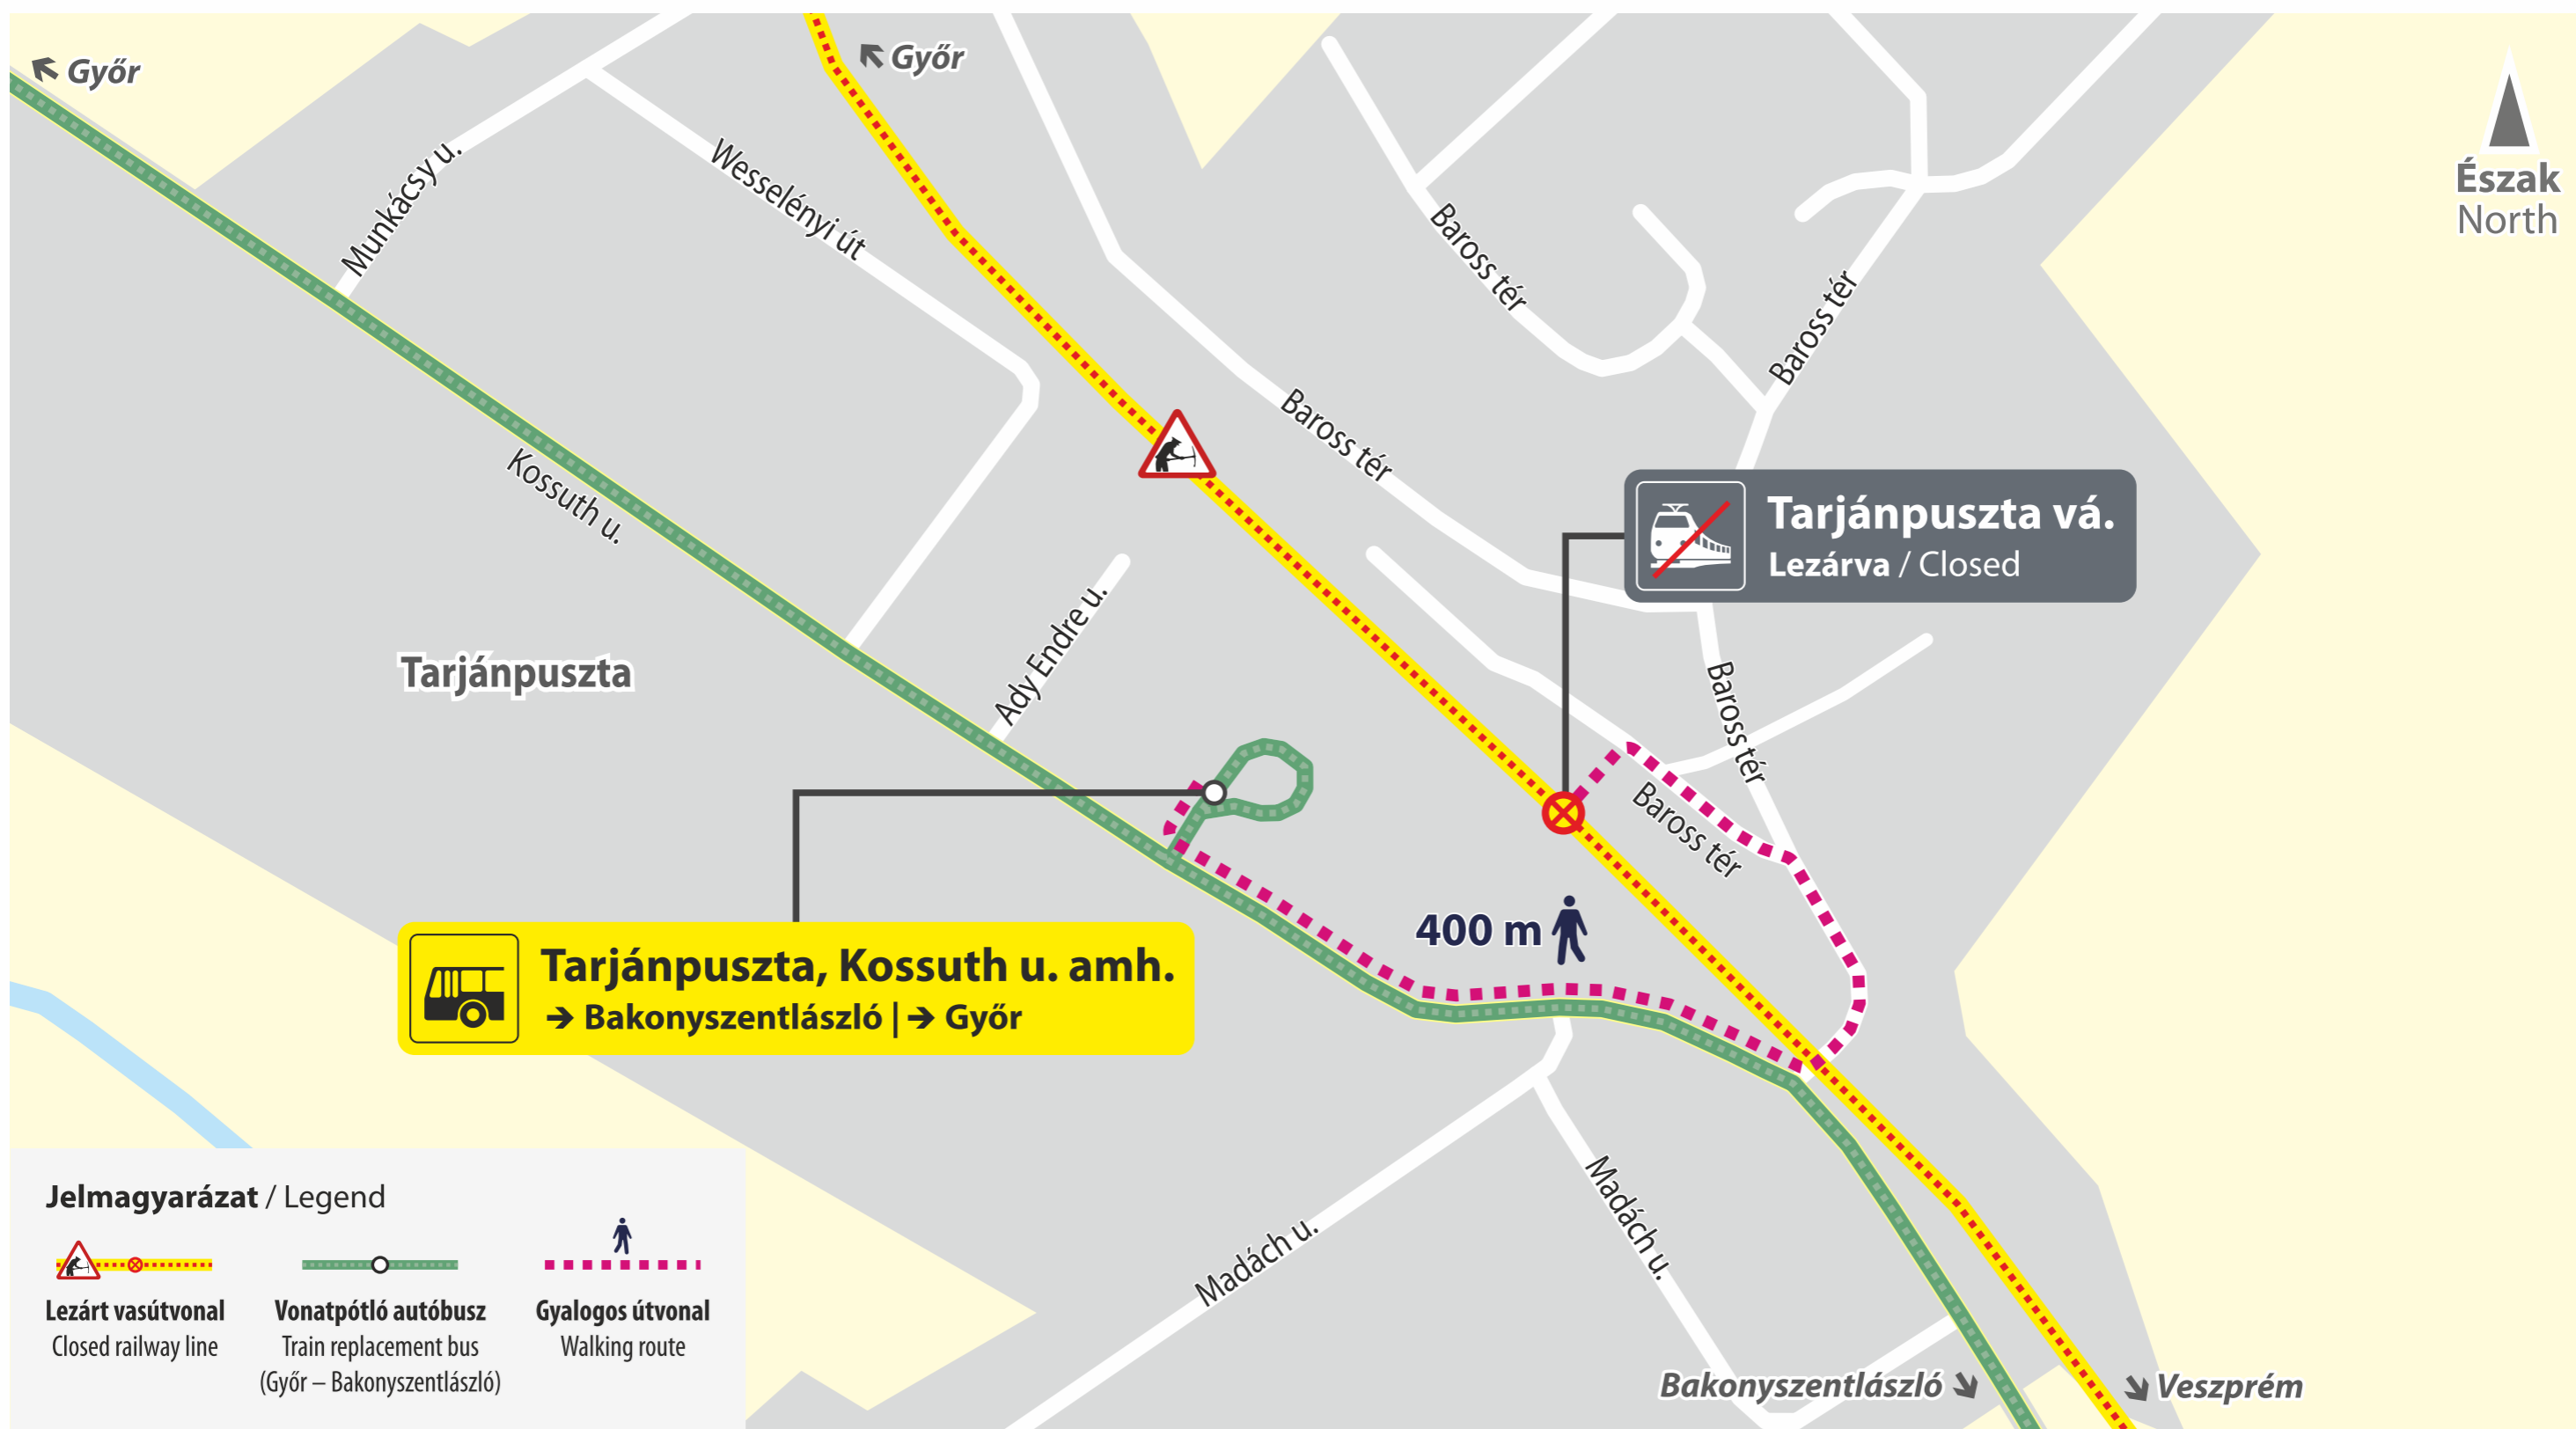 Győr
Győr
Észak
North
Munkácsy u.
Wesselényi út
Baross tér
Baross tér
Baross tér
Kossuth u.
Tarjánpuszta vá.
Lezárva / Closed
Ady Endre u.
Tarjánpuszta
Baross tér
Baross tér
400 m
Tarjánpuszta, Kossuth u. amh.
➔ Bakonyszentlászló | ➔ Győr
Madách u.
Madách u.
Bakonyszentlászló
Veszprém
Jelmagyarázat / Legend
Lezárt vasútvonal
Closed railway line
Vonatpótló autóbusz
Train replacement bus
(Győr – Bakonyszentlászló)
Gyalogos útvonal
Walking route